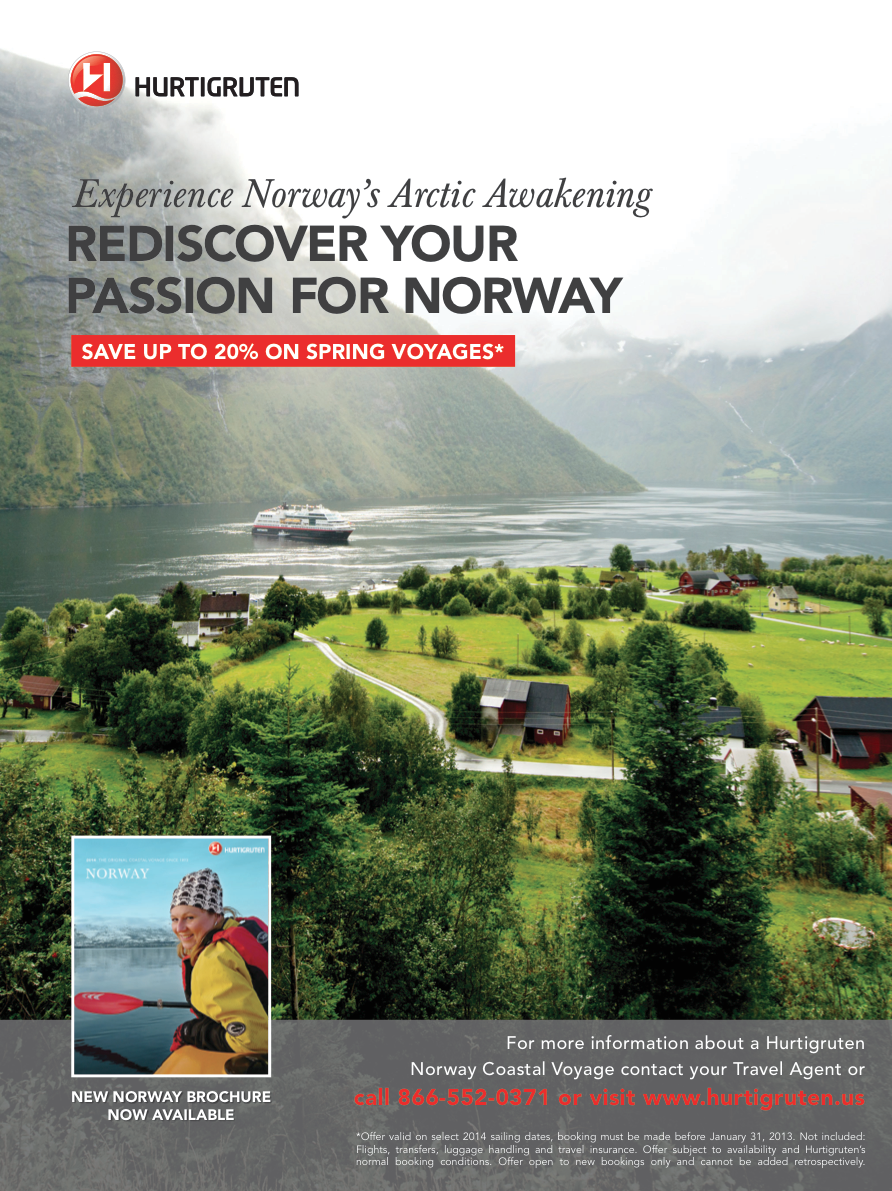 HURTIGRUTEN
Experience Norway's Arctic Awakening
REDISCOVER YOUR
PASSION FOR NORWAY
SAVE UP TO 20% ON SPRING VOYAGES*
HURTIGRUTEN
NORWAY
NEW NORWAY BROCHURE
NOW AVAILABLE
For more information about a Hurtigruten
Norway Coastal Voyage contact your Travel Agent or
call 866-552-0371 or visit www.hurtigruten.us
*Offer valid on select 2014 sailing dates, booking must be made before January 31, 2013. Not included:
Flights, transfers, luggage handling and travel insurance. Offer subject to availability and Hurtigruten's
normal booking conditions. Offer open to new bookings only and cannot be added retrospectively.